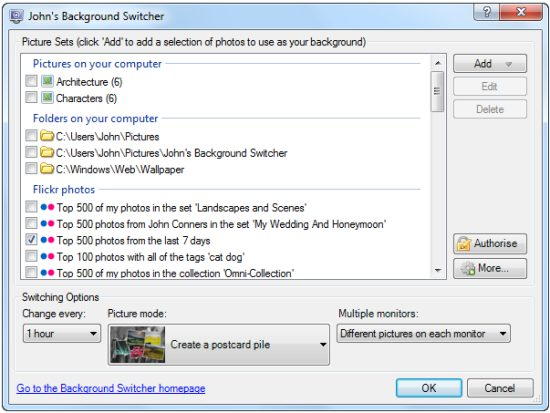 John's Background Switcher
Picture Sets (click 'Add' to add a selection of photos to use as your background)
Pictures on your computer
Architecture (6)
Characters (6)
Folders on your computer
C:\Users\John\Pictures
C:\Users\John\Pictures\John's Background Switcher
C:\Windows\Web\Wallpaper
Flickr photos
Top 500 of my photos in the set 'Landscapes and Scenes'
Top 500 photos from John Conners in the set 'My Wedding And Honeymoon'
Top 500 photos from the last 7 days
Top 100 photos with all of the tags 'cat dog'
Top 500 of my photos in the collection 'Omni-Collection'
Add
Edit
Delete
Authorise
More...
Switching Options
Change every:
1 hour
Picture mode:
Create a postcard pile
Multiple monitors:
Different pictures on each monitor
Go to the Background Switcher homepage
OK
Cancel